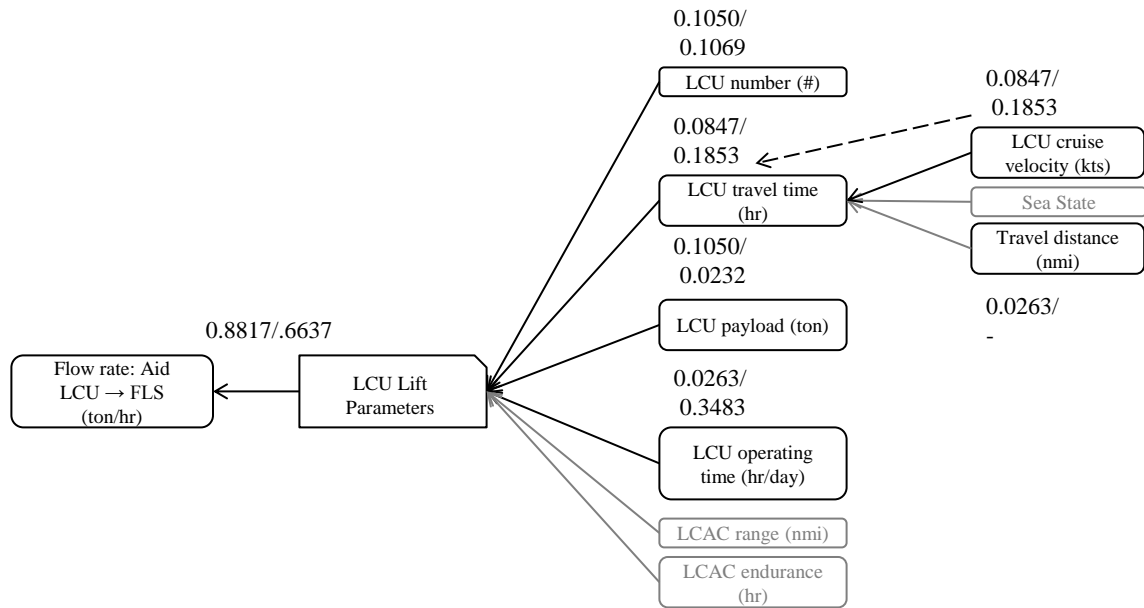 0.1050/
0.1069
LCU number (#)
0.0847/
0.1853
LCU travel time
(hr)
0.0847/
0.1853
LCU cruise
velocity (kts)
Sea State
Travel distance
(nmi)
0.0263/
-
0.1050/
0.0232
LCU payload (ton)
0.8817/.6637
Flow rate: Aid
LCU → FLS
(ton/hr)
LCU Lift
Parameters
0.0263/
0.3483
LCU operating
time (hr/day)
LCAC range (nmi)
LCAC endurance
(hr)